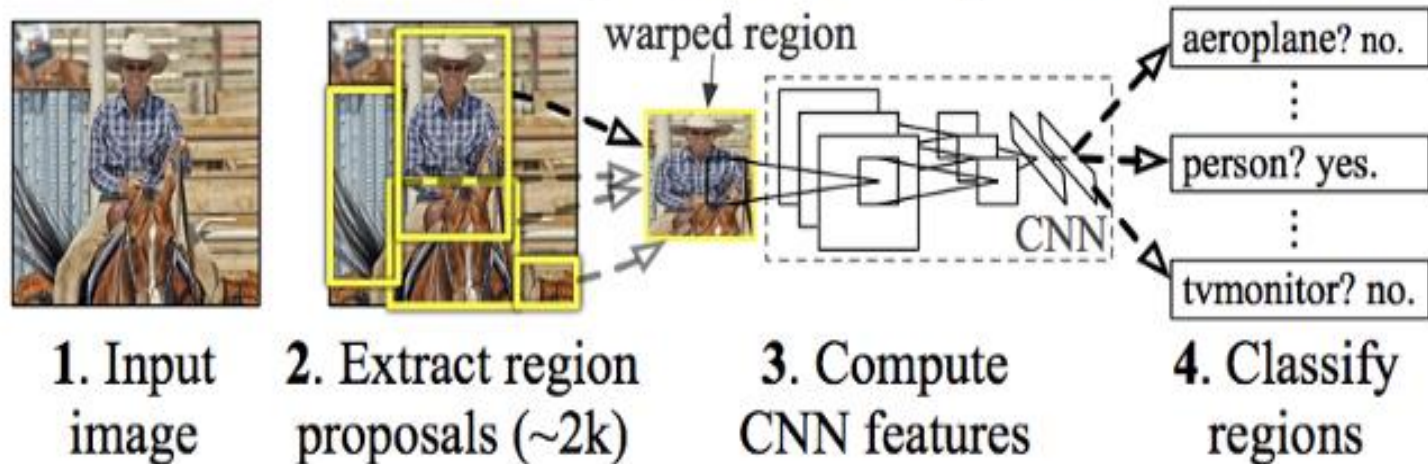 warped region
aeroplane? no.
person? yes.
CNN
tvmonitor? no.
1. Input
image
2. Extract region
proposals (~2k)
3. Compute
CNN features
4. Classify
regions